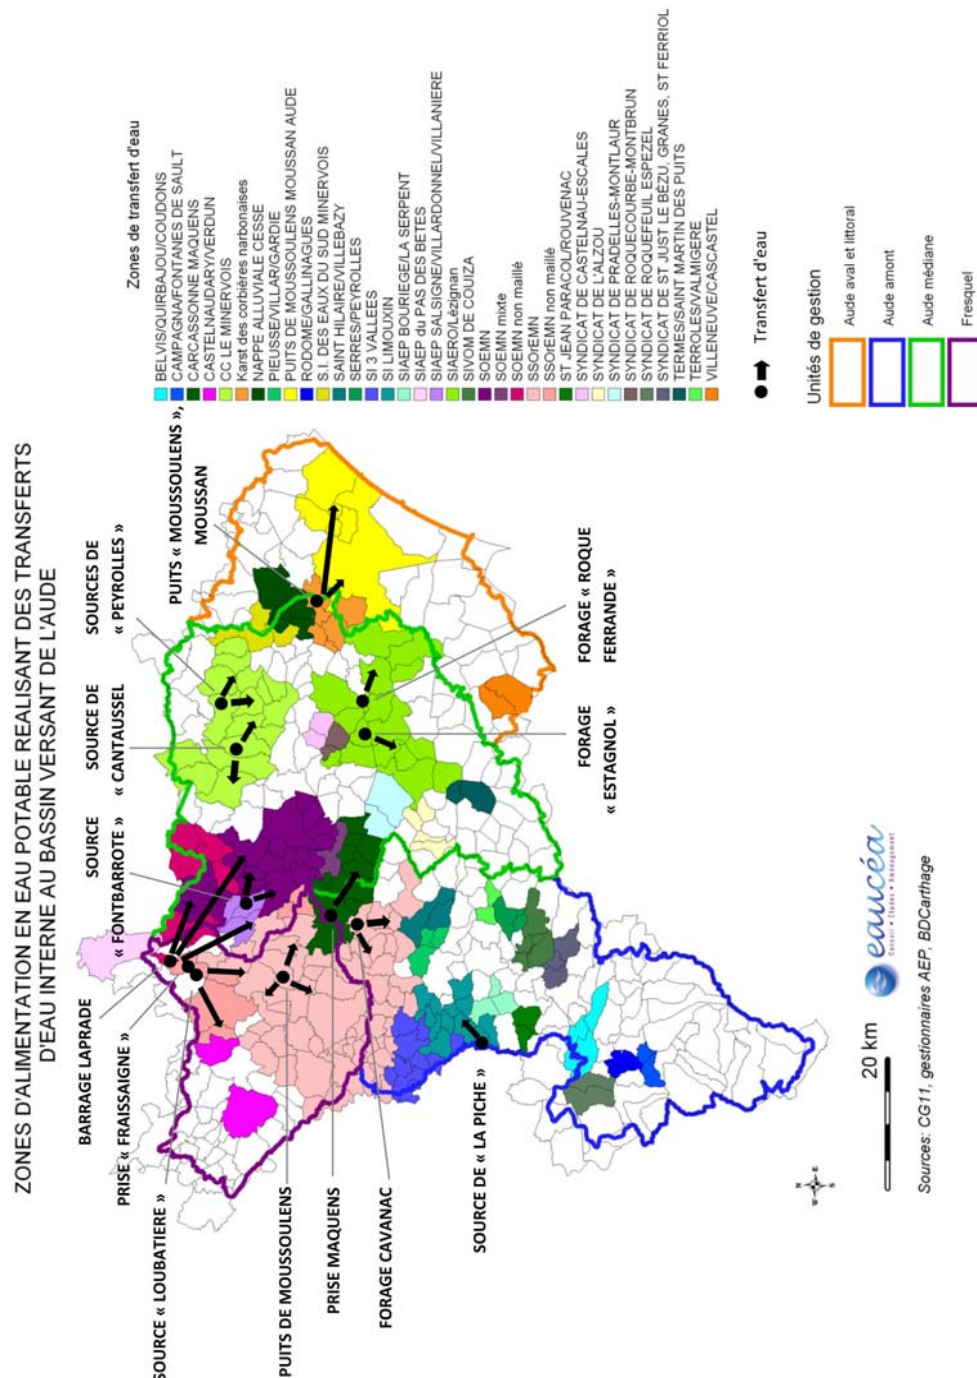 ZONES D'ALIMENTATION EN EAU POTABLE REALISANT DES TRANSFERTS
D'EAU INTERNE AU BASSIN VERSANT DE L'AUDE
SOURCE « LOUBATIERE »
PRISE « FRAISSAIGNE »
BARRAGE LAPRADE
SOURCE
« FONTBARROTE »
SOURCE DE
« CANTAUSSEL
SOURCES DE
« PEYROLLES »
PUITS « MOUSSOULENS »,
MOUSSAN
PUITS DE MOUSSOULENS
PRISE MAQUENS
FORAGE CAVANAC
SOURCE DE « LA PICHE »
FORAGE
« ESTAGNOL »
FORAGE « ROQUE
FERRANDE »
Zones de transfert d'eau
BELVIS/QUIRBAJOU/COUDONS
CAMPAGNA/FONTANES DE SAULT
CARCASSONNE MAQUENS
CASTELNAUDARY/VERDUN
CC LE MINERVOIS
Karst des corbières narbonaises
NAPPE ALLUVIALE CESSE
PIEUSSE/VILLAR/GARDIE
PUITS DE MOUSSOULENS MOUSSAN AUDE
RODOME/GALLINAGUES
S.I. DES EAUX DU SUD MINERVOIS
SAINT HILAIRE/VILLEBAZY
SERRES/PEYROLLES
SI 3 VALLES
SI LIMOUXIN
SIAEP BOURIEGE/LA SERPENT
SIAEP du PAS DES BETES
SIAEP SALSIGNE/VILLARDONNEL/VILLANIERE
SIAERO/Lézignan
SIVOM DE COUIZA
SOEMN
SOEMN mixte
SOEMN non maillé
SSOrEMN
SSOrEMN non maillé
ST JEAN PARACOL/ROUVENAC
SYNDICAT DE CASTELNAU-ESCALES
SYNDICAT DE L'ALZOU
SYNDICAT DE PRADELLES-MONTLAUR
SYNDICAT DE ROQUECOURBE-MONTBRUN
SYNDICAT DE ROQUEFEUIL ESPEZEL
SYNDICAT DE ST JUST LE BÉZU, GRANES, ST FERRIOL
TERMES/SAINT MARTIN DES PUITS
TERROLES/VALMIGERE
VILLENEUVE/CASCASTEL
Transfert d'eau
Unités de gestion
Aude aval et littoral
Aude amont
Aude médiane
Fresquel
N
W
E
S
20 km
eaucéa
Conseil • Etudes • Aménagement
Sources: CG11, gestionnaires AEP, BDCarthage